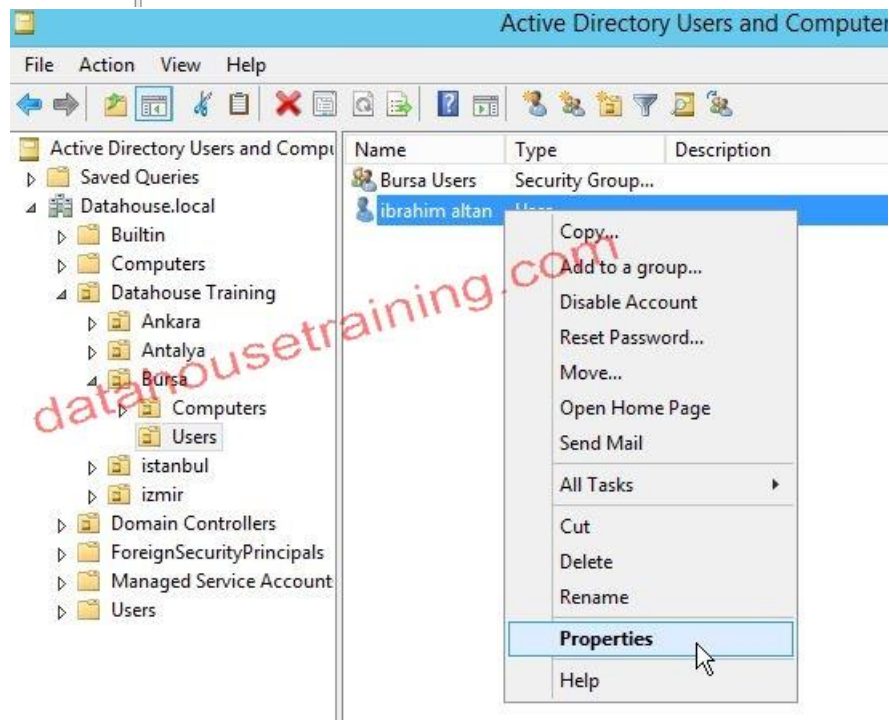 Active Directory Users and Computer
File Action View Help
Active Directory Users and Compu
Saved Queries
Datahouse.local
Builtin
Computers
Datahouse Training
Ankara
Antalya
Bursa
Computers
Users
istanbul
izmir
Domain Controllers
ForeignSecurityPrincipals
Managed Service Account
Users
Name Type Description
Bursa Users Security Group...
ibrahim altan User
Copy...
Add to a group...
Disable Account
Reset Password...
Move...
Open Home Page
Send Mail
All Tasks
Cut
Delete
Rename
Properties
Help
datahousetraining.com